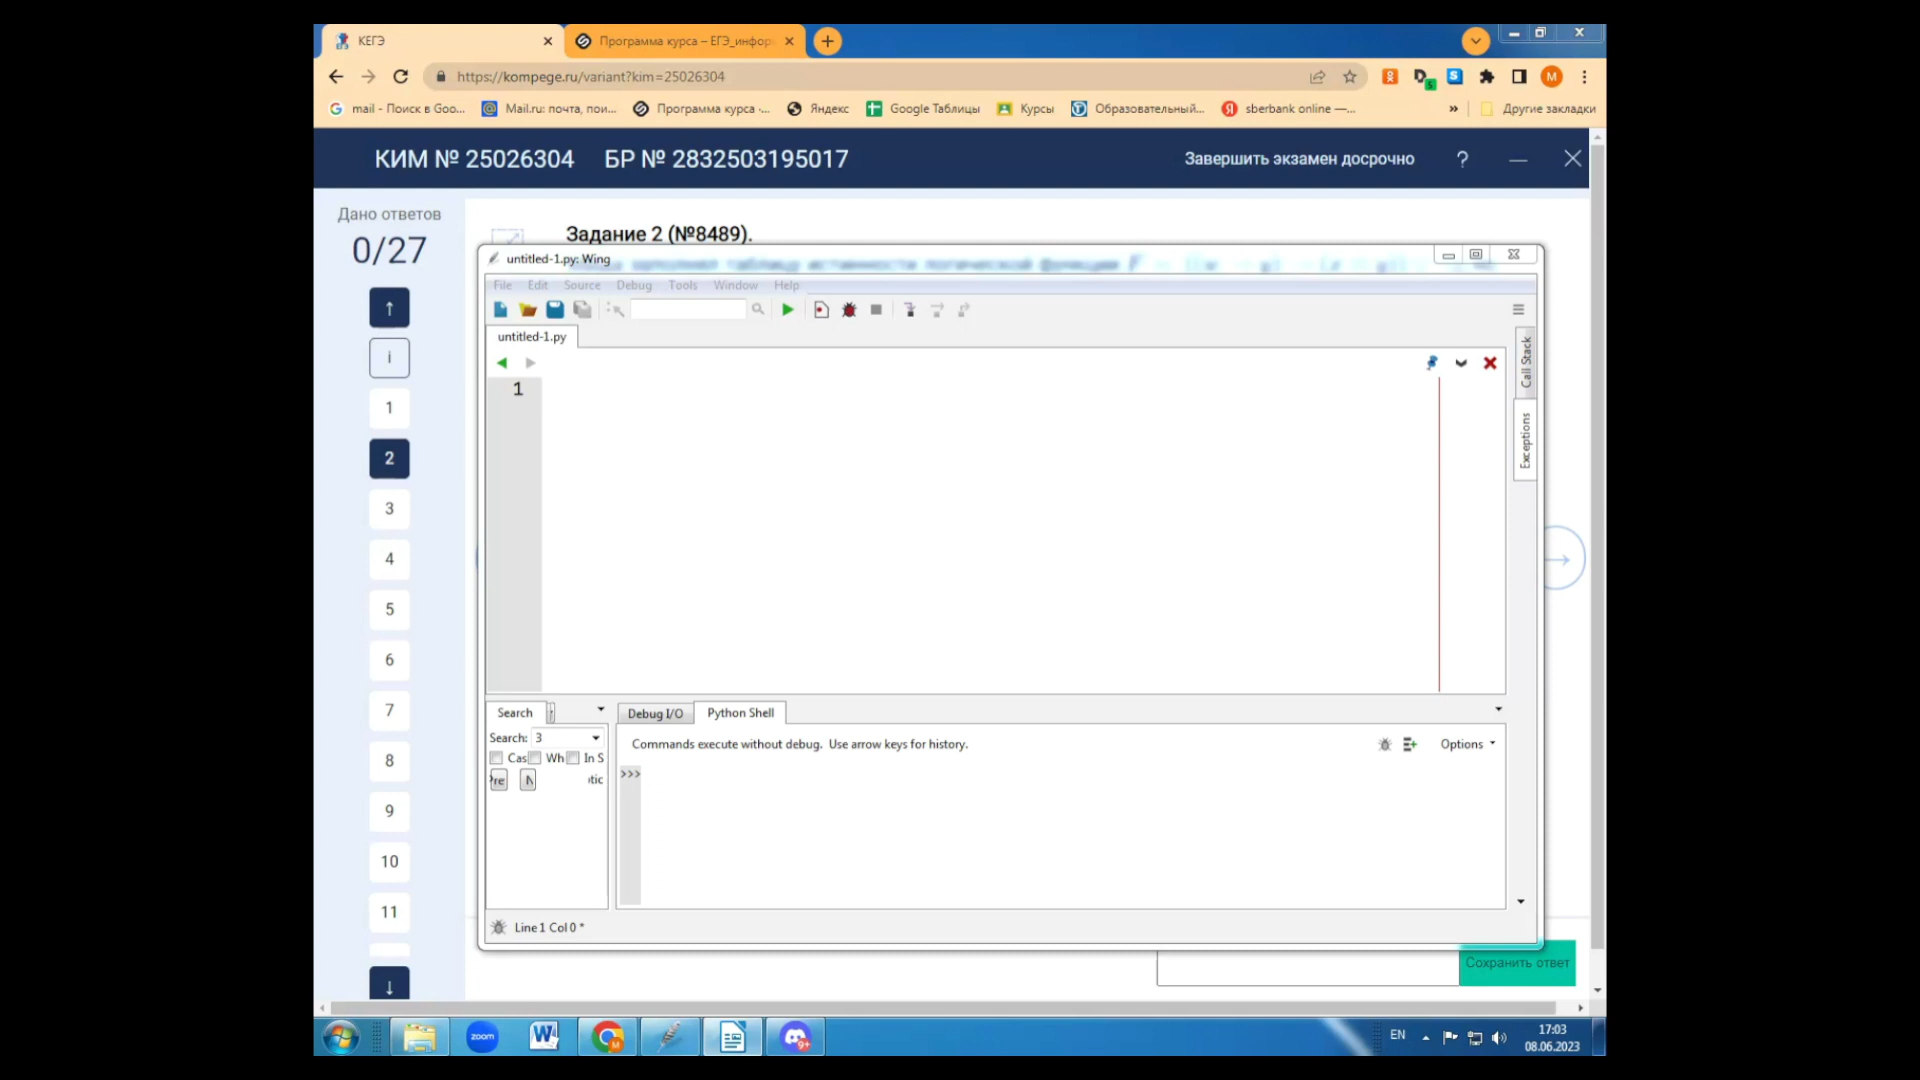 КЕГЭ
Программа курса – ЕГЭ_инфор
https://kompege.ru/variant?kim=25026304
mail - Поиск в Goo...
Mail.ru: почта, пои...
Программа курса -...
Яндекс
Google Таблицы
Курсы
Образовательный...
sberbank online —...
»
Другие закладки
КИМ № 25026304 БР № 2832503195017
Завершить экзамен досрочно
?
Дано ответов
0/27
Задание 2 (№8489).
untitled-1.py: Wing
File Edit Source Debug Tools Window Help
untitled-1.py
1
Call Stack
Exceptions
i
1
2
3
4
5
6
7
8
9
10
11
Search
Debug I/O
Python Shell
Search: 3
Cas Wh In S
Commands execute without debug. Use arrow keys for history.
Options
>>>
Line 1 Col 0 *
Сохранить ответ
zoom
EN
17:03
08.06.2023